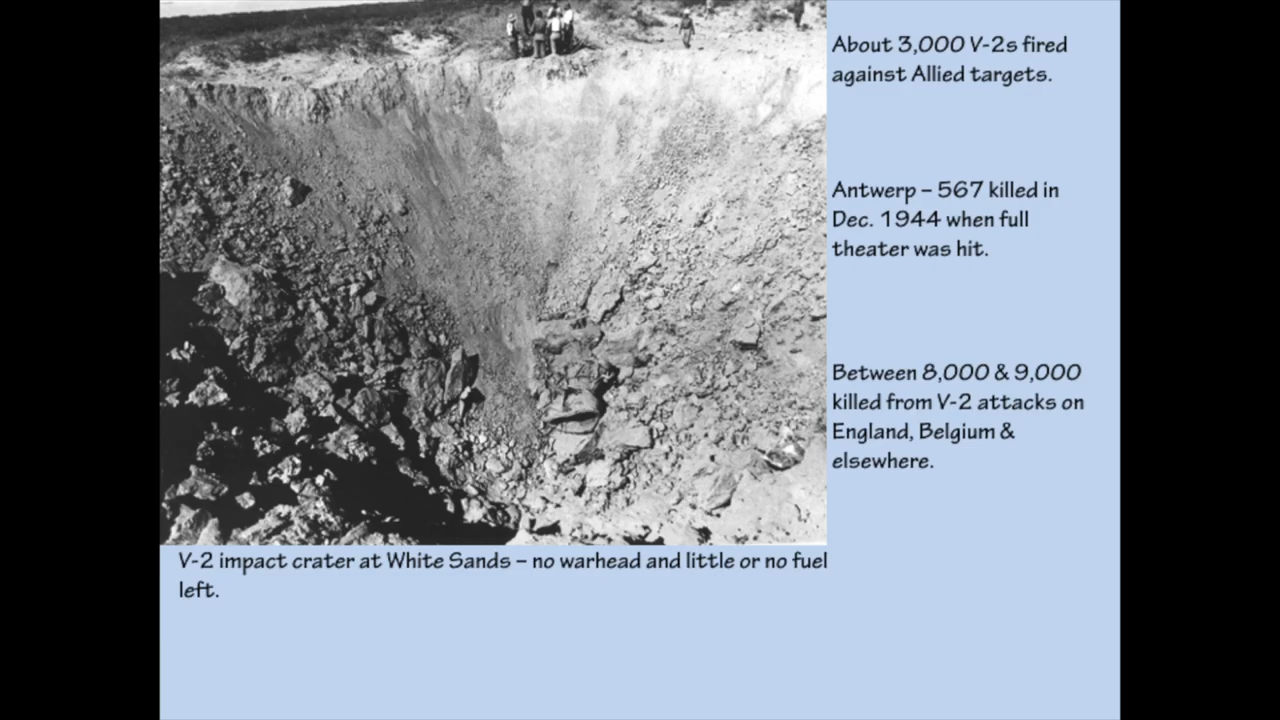 About 3,000 V-2s fired
against Allied targets.
Antwerp – 567 killed in
Dec. 1944 when full
theater was hit.
Between 8,000 & 9,000
killed from V-2 attacks on
England, Belgium &
elsewhere.
V-2 impact crater at White Sands – no warhead and little or no fuel
left.